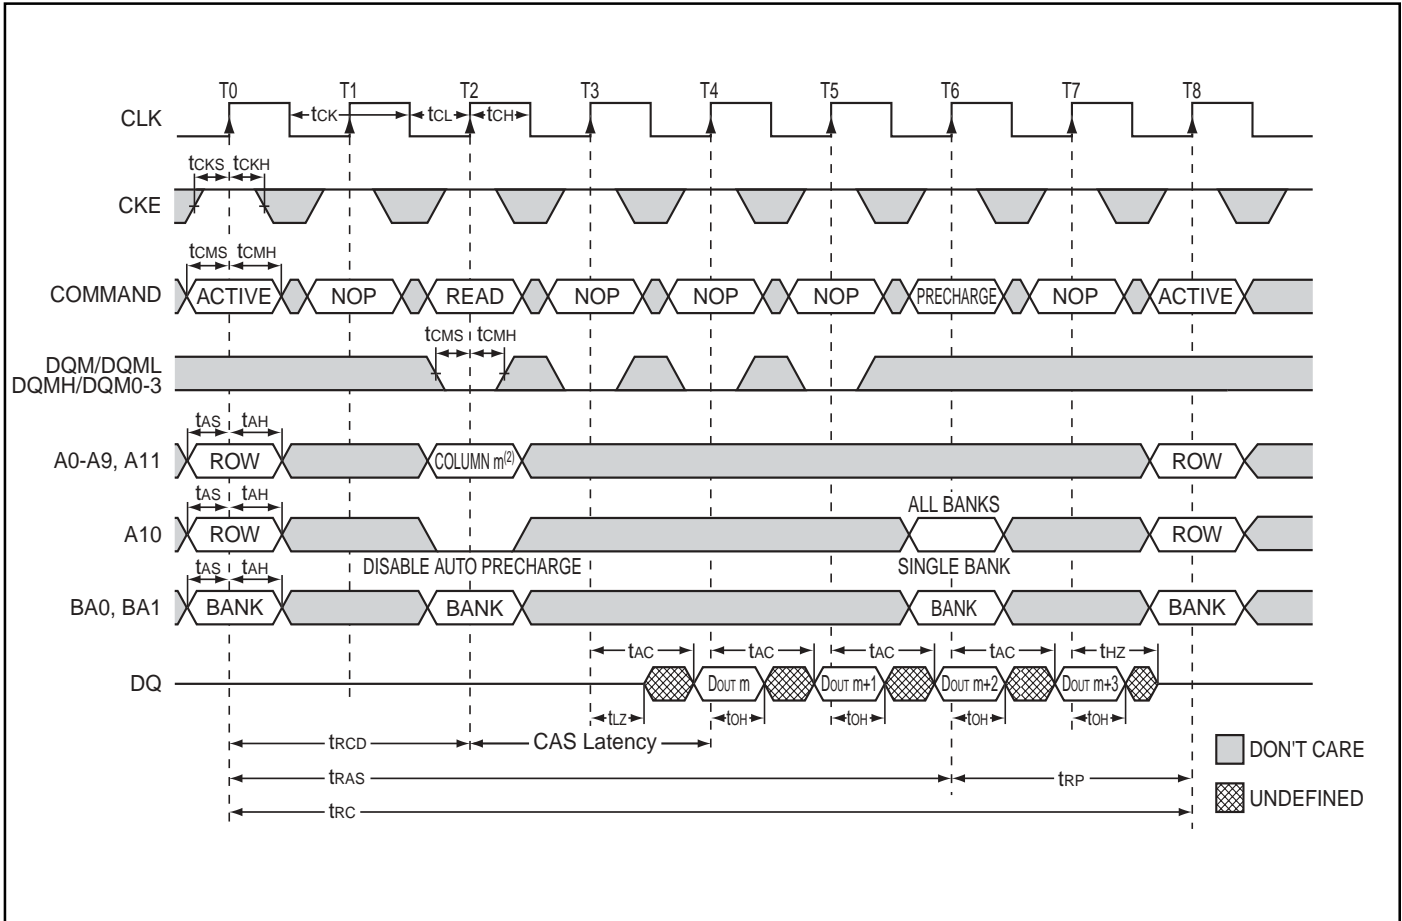 T0 T1 T2 T3 T4 T5 T6 T7 T8
CLK tCK tCL tCH
tCKS tCKH
CKE
tCMS tCMH
COMMAND ACTIVE NOP READ NOP NOP NOP PRECHARGE NOP ACTIVE
tCMS tCMH
DQM/DQML
DQMH/DQM0-3
tAS tAH
A0-A9, A11 ROW COLUMN m(2) ROW
tAS tAH ALL BANKS
A10 ROW ROW
DISABLE AUTO PRECHARGE SINGLE BANK
tAS tAH
BA0, BA1 BANK BANK BANK BANK
tAC tAC tAC tAC tHZ
DQ DOUT m DOUT m+1 DOUT m+2 DOUT m+3
tLZ tOH tOH tOH tOH
tRCD CAS Latency
DON'T CARE
tRAS tRP
UNDEFINED
tRC